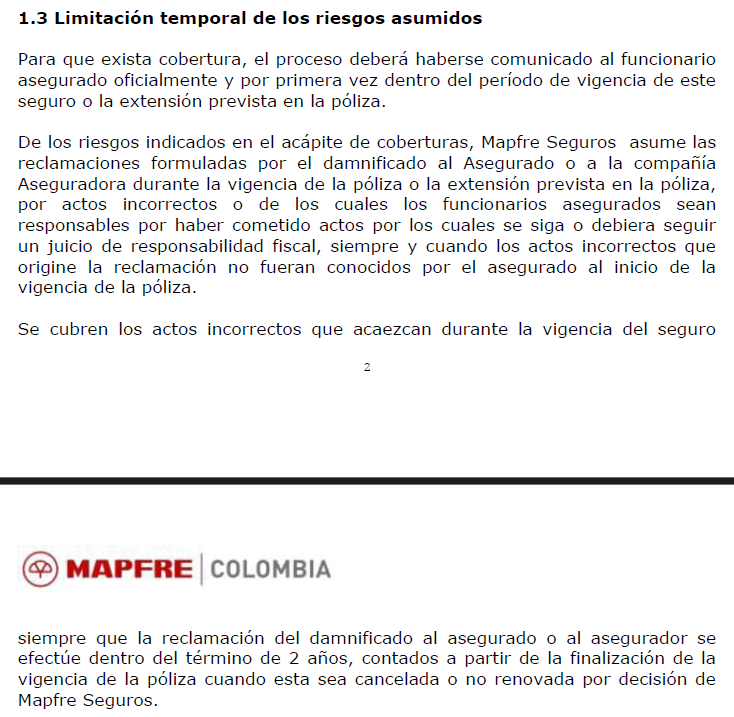 1.3 Limitación temporal de los riesgos asumidos
Para que exista cobertura, el proceso deberá haberse comunicado al funcionario
asegurado oficialmente y por primera vez dentro del período de vigencia de este
seguro o la extensión prevista en la póliza.
De los riesgos indicados en el acápite de coberturas, Mapfre Seguros asume las
reclamaciones formuladas por el damnificado al Asegurado o a la compañía
Aseguradora durante la vigencia de la póliza o la extensión prevista en la póliza,
por actos incorrectos o de los cuales los funcionarios asegurados sean
responsables por haber cometido actos por los cuales se siga o debiera seguir
un juicio de responsabilidad fiscal, siempre y cuando los actos incorrectos que
origine la reclamación no fueran conocidos por el asegurado al inicio de la
vigencia de la póliza.
Se cubren los actos incorrectos que acaezcan durante la vigencia del seguro
2
MAPFRE COLOMBIA
siempre que la reclamación del damnificado al asegurado o al asegurador se
efectúe dentro del término de 2 años, contados a partir de la finalización de la
vigencia de la póliza cuando esta sea cancelada o no renovada por decisión de
Mapfre Seguros.